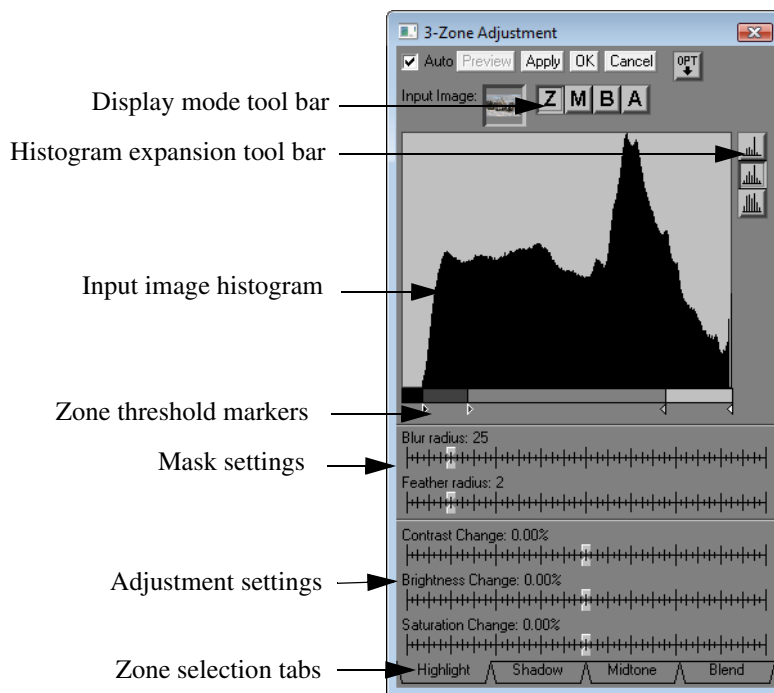 3-Zone Adjustment
Auto Preview Apply OK Cancel OPT
Display mode tool bar
Input Image: Z M B A
Histogram expansion tool bar
Input image histogram
Zone threshold markers
Blur radius: 25
Mask settings
Feather radius: 2
Contrast Change: 0.00%
Adjustment settings
Brightness Change: 0.00%
Saturation Change: 0.00%
Zone selection tabs
Highlight Shadow Midtone Blend